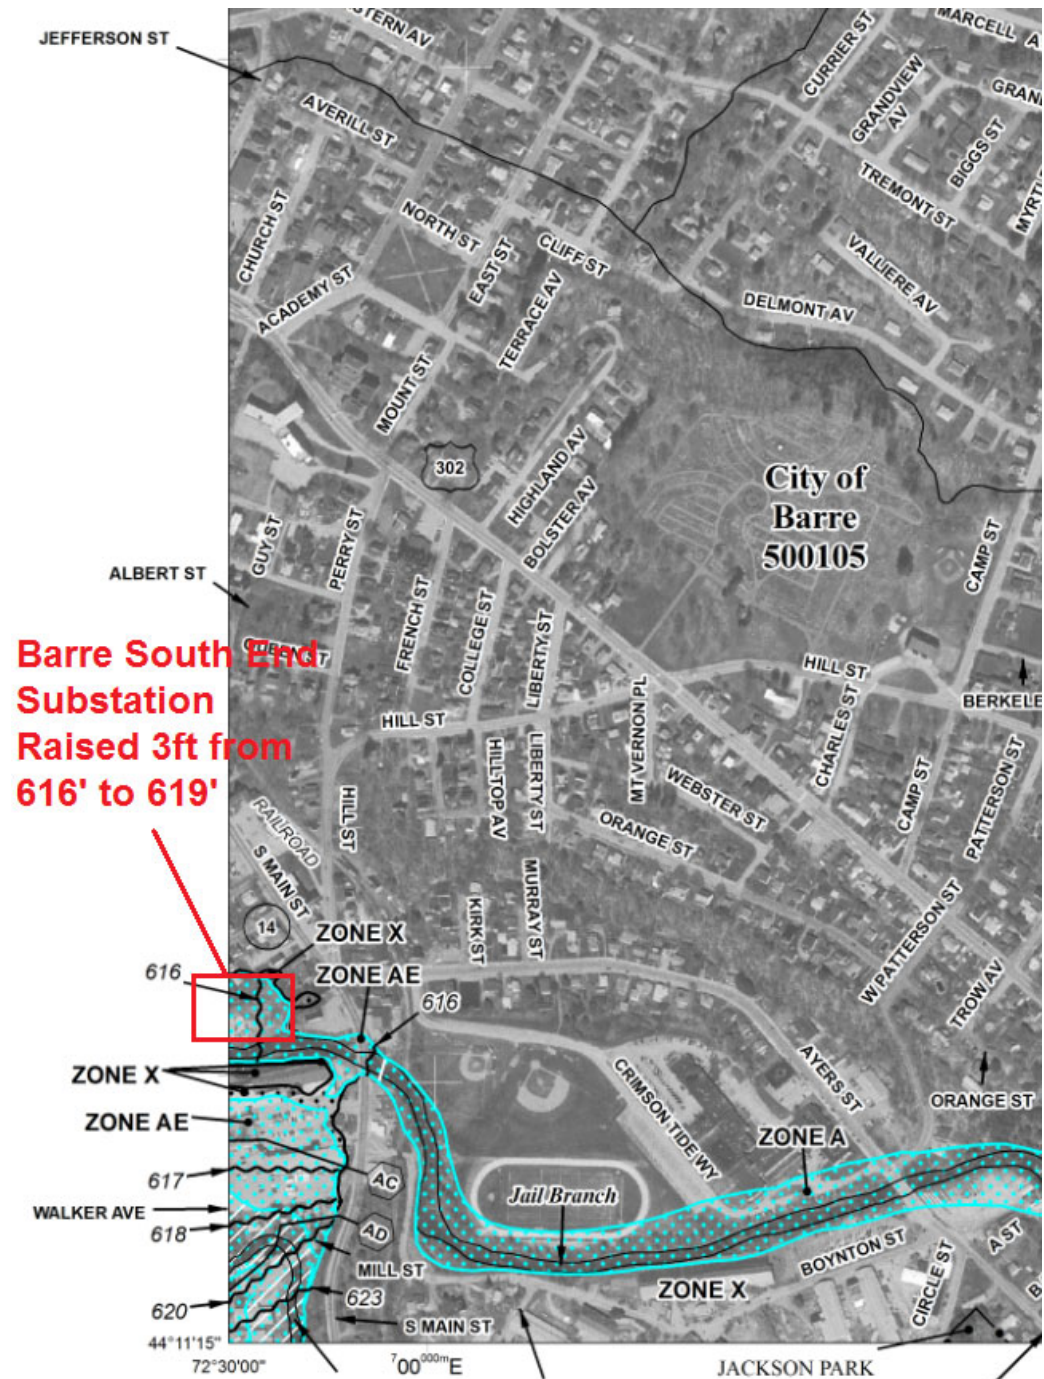 JEFFERSON ST
STERN AV
MARCELL A
CURRIER ST
GRANDVIEW
AV
GRAN
AVERILL ST
BIGGS ST
TREMONT ST
MYRTLE
CHURCH ST
NORTH ST
CLIFF ST
EAST ST
VALLIERE AV
ACADEMY ST
TERRACE AV
DELMONT AV
MOUNT ST
302
HIGHLAND AV
BOLSTER AV
City of
Barre
500105
GUY ST
PERRY ST
CAMP ST
ALBERT ST
FRENCH ST
COLLEGE ST
LIBERTY ST
QUEEN ST
Barre South End
Substation
Raised 3ft from
616' to 619'
HILL ST
BERKELE
HILL ST
MT VERNON PL
CHARLES ST
HILLTOP AV
LIBERTY ST
WEBSTER ST
CAMP ST
PATTERSON ST
HILL ST
RAILROAD
S MAIN ST
ORANGE ST
14
KIRK ST
MURRAY ST
W PATTERSON ST
TROW AV
ZONE X
616
ZONE AE
616
CRIMSON TIDE WY
AYERS ST
ZONE X
ORANGE ST
ZONE AE
ZONE A
617
AC
Jail Branch
WALKER AVE
618
AD
MILL ST
BOYNTON ST
A ST
ZONE X
CIRCLE ST
B
620
623
S MAIN ST
44°11'15"
72°30'00"
700000mE
JACKSON PARK